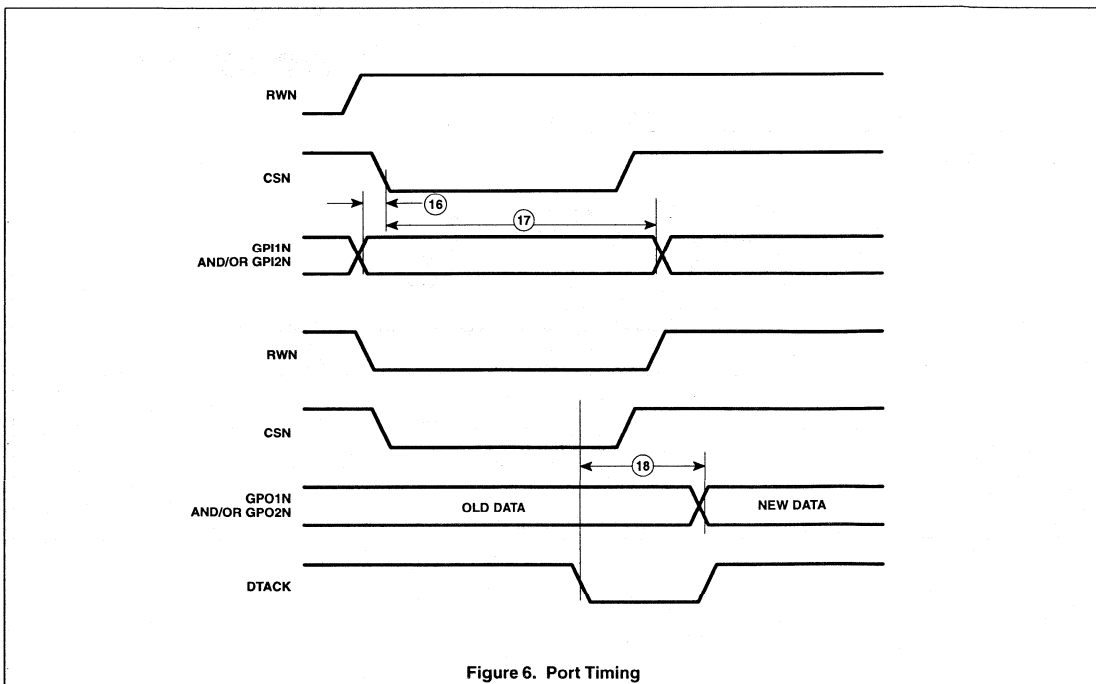 RWN
CSN
16
17
GPI1N
AND/OR GPI2N
RWN
CSN
18
GPO1N
AND/OR GPO2N
OLD DATA
NEW DATA
DTACK
Figure 6. Port Timing